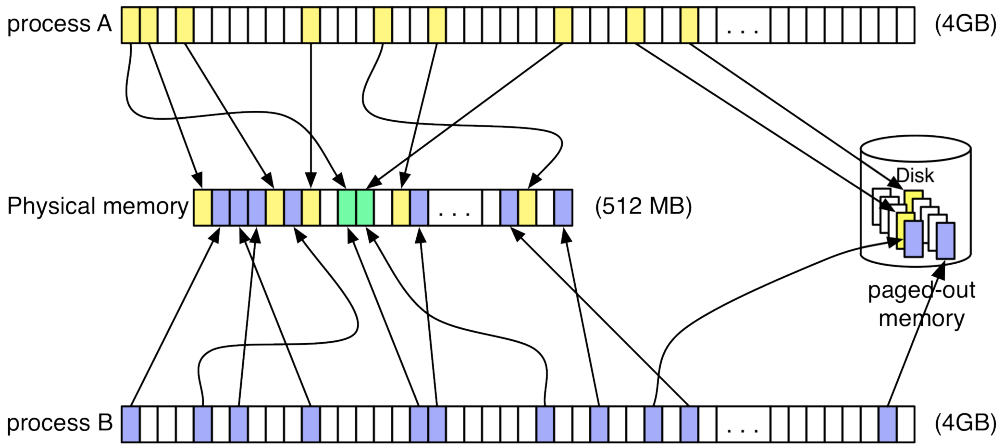 process A
. . .
(4GB)
Disk
Physical memory
. . .
(512 MB)
paged-out
memory
process B
. . .
(4GB)